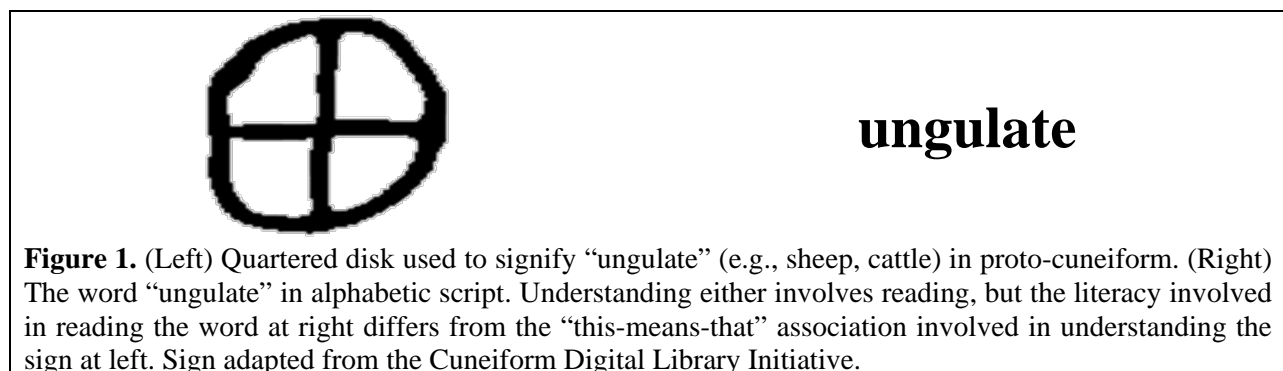 ungulate
Figure 1. (Left) Quartered disk used to signify “ungulate” (e.g., sheep, cattle) in proto-cuneiform. (Right)
The word “ungulate” in alphabetic script. Understanding either involves reading, but the literacy involved
in reading the word at right differs from the “this-means-that” association involved in understanding the
sign at left. Sign adapted from the Cuneiform Digital Library Initiative.